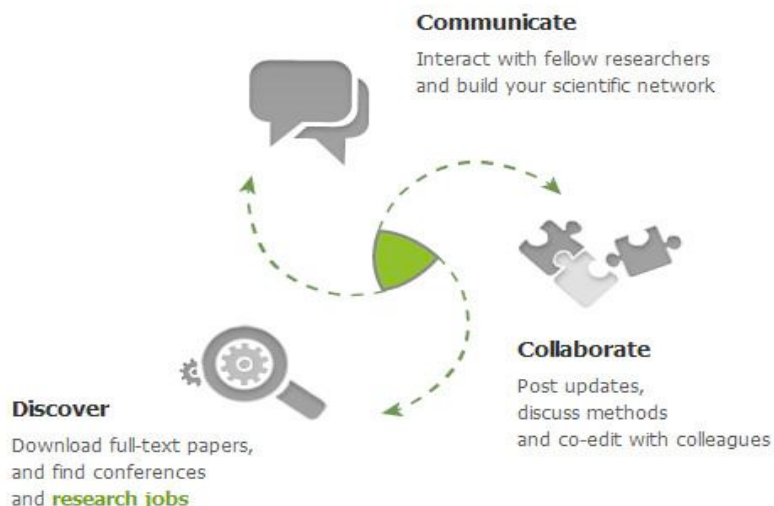 Communicate
Interact with fellow researchers
and build your scientific network
Collaborate
Post updates,
discuss methods
and co-edit with colleagues
Discover
Download full-text papers,
and find conferences
and research jobs